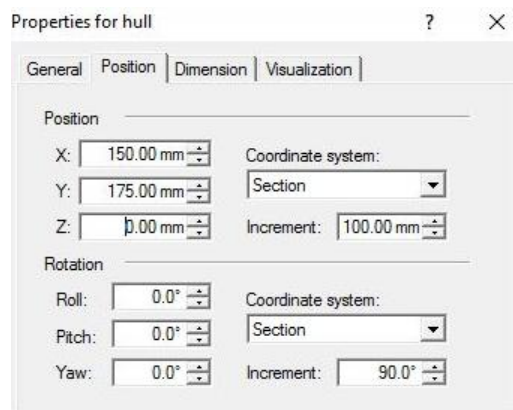 Properties for hull ? ×
General Position Dimension Visualization
Position
X: 150.00 mm Coordinate system:
Y: 175.00 mm Section
Z: 0.00 mm Increment: 100.00 mm
Rotation
Roll: 0.0° Coordinate system:
Pitch: 0.0° Section
Yaw: 0.0° Increment: 90.0°